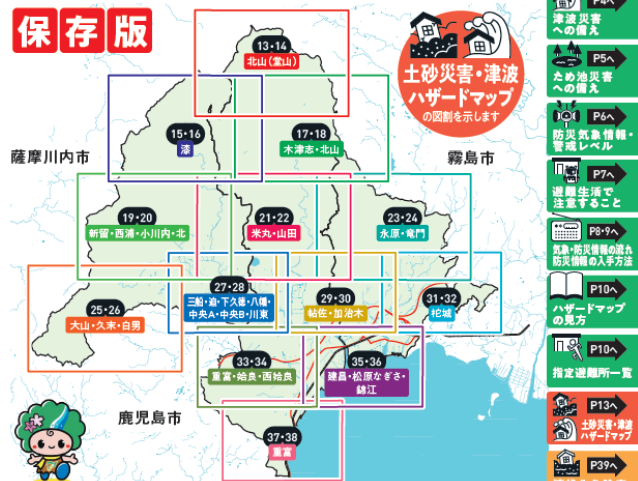 保存版
13・14
北山(堂山)
土砂災害・津波
ハザードマップ
の図割を示します
15・16
漆
17・18
木津志・北山
薩摩川内市
霧島市
19・20
新留・西浦・小川内・北
21・22
米丸・山田
23・24
永原・竜門
25・26
大山・久末・白男
27・28
三船・迫・下久徳・八幡・
中央A・中央B・川東
29・30
帖佐・加治木
31・32
柁城
33・34
重富・姶良・西姶良
35・36
建昌・松原なぎさ・
錦江
鹿児島市
37・38
重富
P4へ
津波災害
への備え
P5へ
ため池災害
への備え
P6へ
防災気象情報・
警戒レベル
P7へ
避難生活で
注意すること
P8・9へ
気象・防災情報の流れ
防災情報の入手方法
P10へ
ハザードマップ
の見方
P10へ
指定避難所一覧
P13へ
土砂災害・津波
ハザードマップ
P39へ